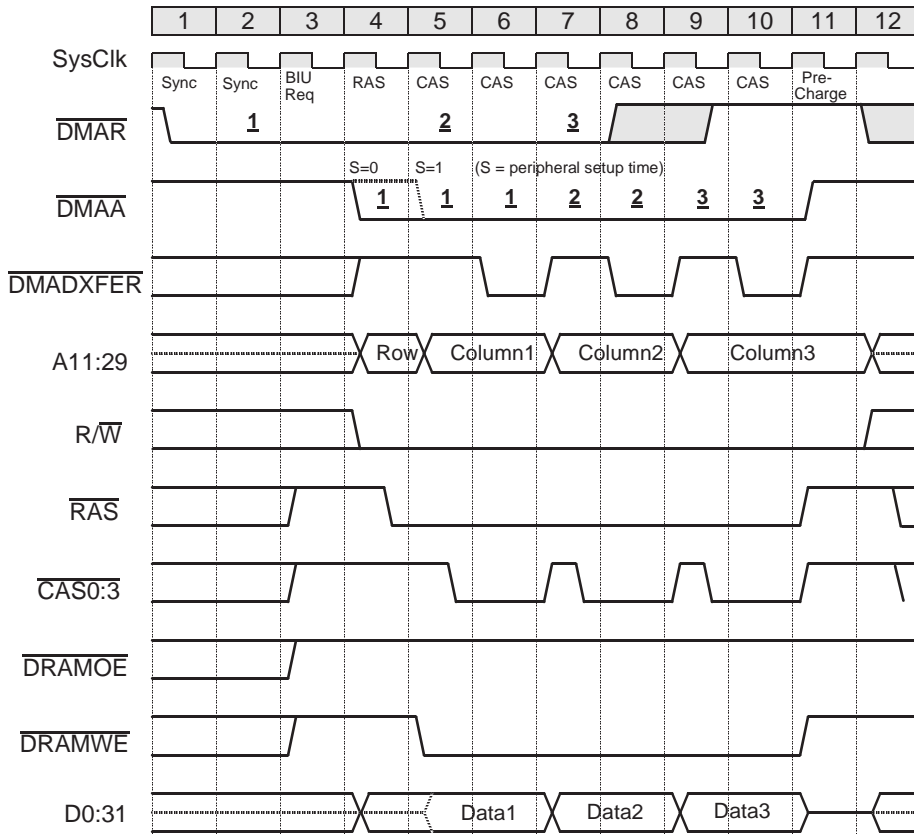 1 2 3 4 5 6 7 8 9 10 11 12
SysClk
Sync Sync BIU Req RAS CAS CAS CAS CAS CAS CAS Pre-Charge
DMAR
1 2 3
S=0 S=1 (S = peripheral setup time)
DMAA
1 1 1 2 2 3 3
DMADXFER
A11:29
Row Column1 Column2 Column3
R/W
RAS
CAS0:3
DRAMOE
DRAMWE
D0:31
Data1 Data2 Data3